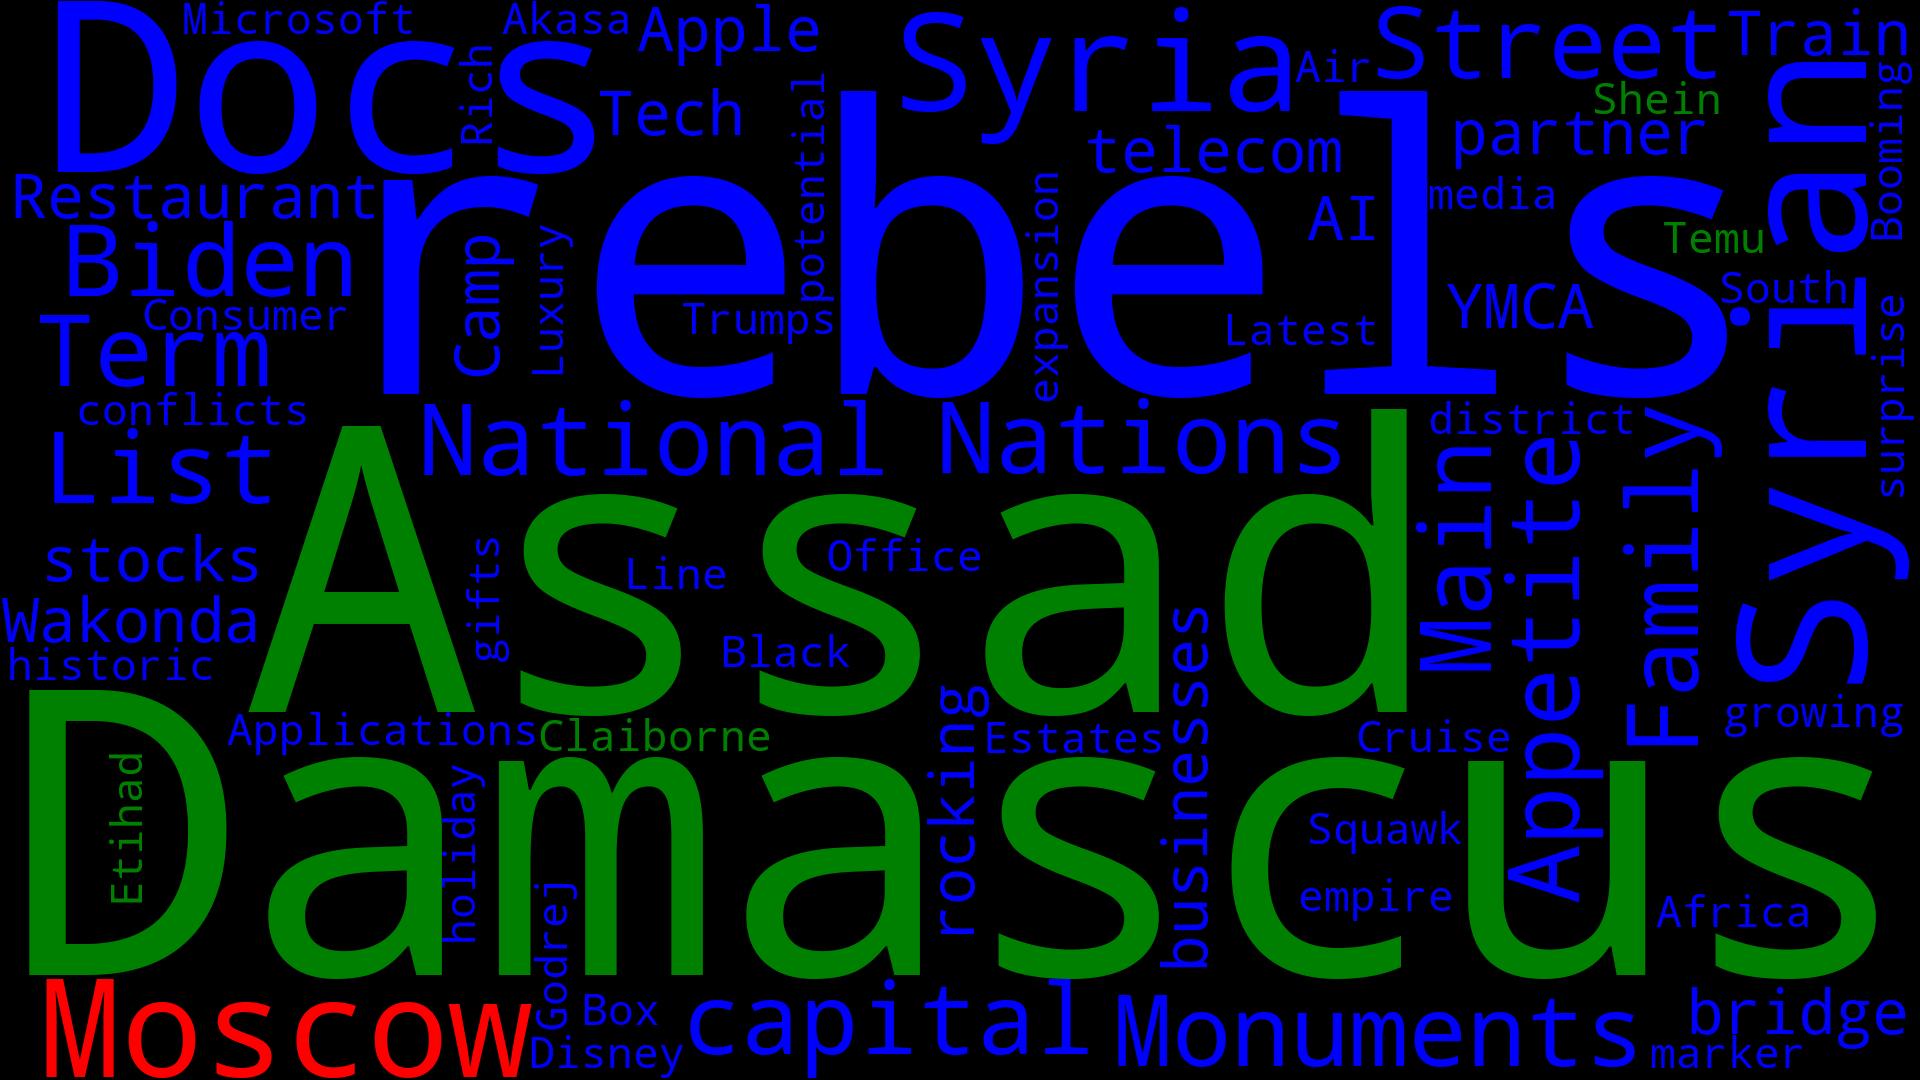 Docs
Microsoft
Akasa
Apple
Syria
Air
Street
Train
Rich
Tech
potential
telecom
Shein
partner
Booming
Syrian
Restaurant
rebels
AI
media
Temu
Biden
Camp
Luxury
expansion
Consumer
Trumps
Latest
YMCA
South
surprise
Term
conflicts
National
Nations
district
List
Assad
Main
Appetite
Family
stocks
gifts
Line
Office
Wakonda
Black
businesses
historic
Damascus
Applications
Claiborne
rocking
Estates
Cruise
growing
Etihad
holiday
Godrej
Squawk
empire
Africa
Moscow
Box
Disney
capital
Monuments
bridge
marker